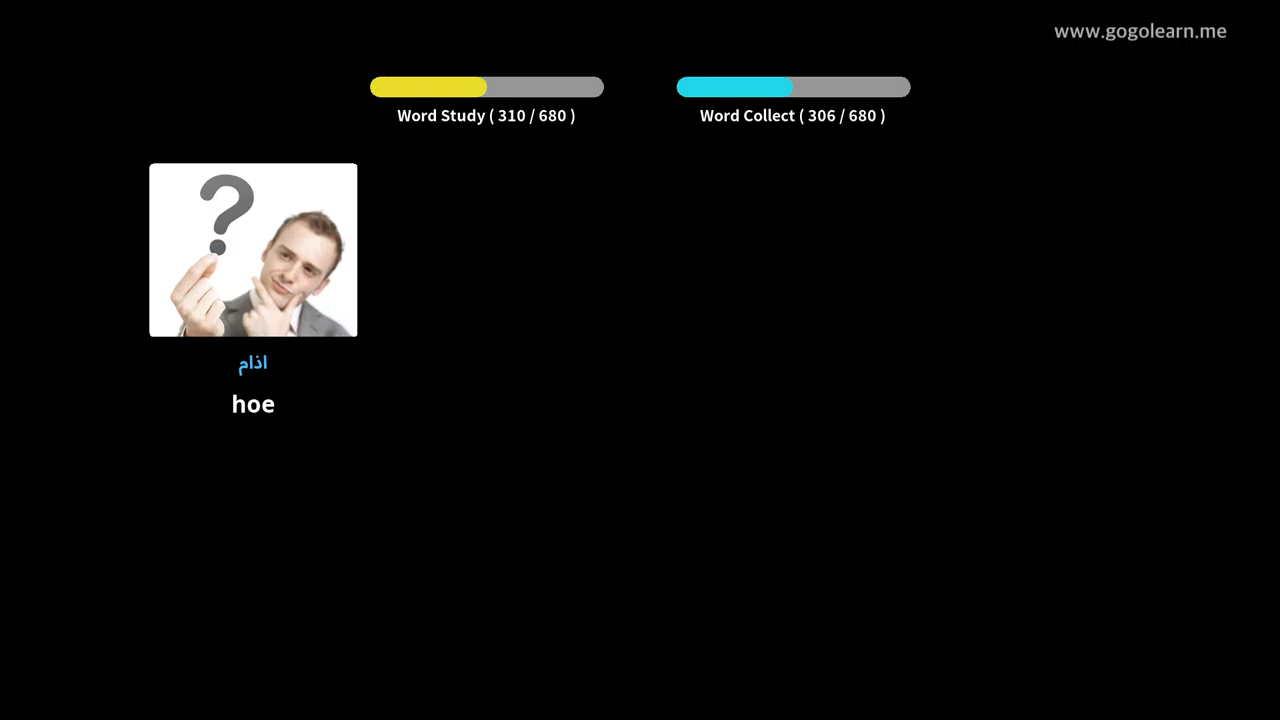 www.gogolearn.me
Word Study ( 310 / 680 )
Word Collect ( 306 / 680 )
?
اذام
hoe